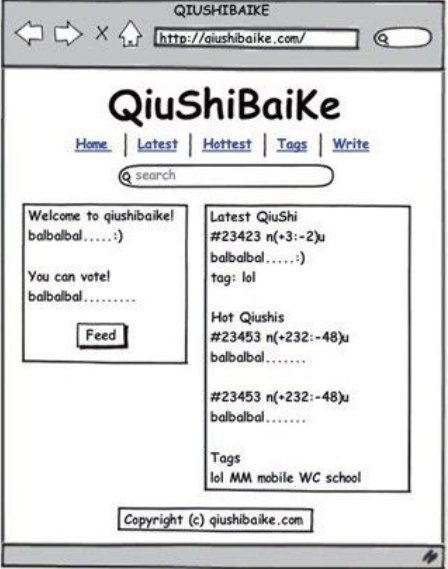 QIUSHIBAIKE
X http://qiushibaike.com/
QiuShiBaiKe
Home | Latest | Hottest | Tags | Write
search
Welcome to qiushibaike!
balbalbal.....:)
You can vote!
balbalbal.........
Feed
Latest QiuShi
#23423 n(+3:-2)u
balbalbal.....:)
tag: lol
Hot Qiushis
#23453 n(+232:-48)u
balbalbal.......
#23453 n(+232:-48)u
balbalbal.......
Tags
lol MM mobile WC school
Copyright (c) qiushibaike.com